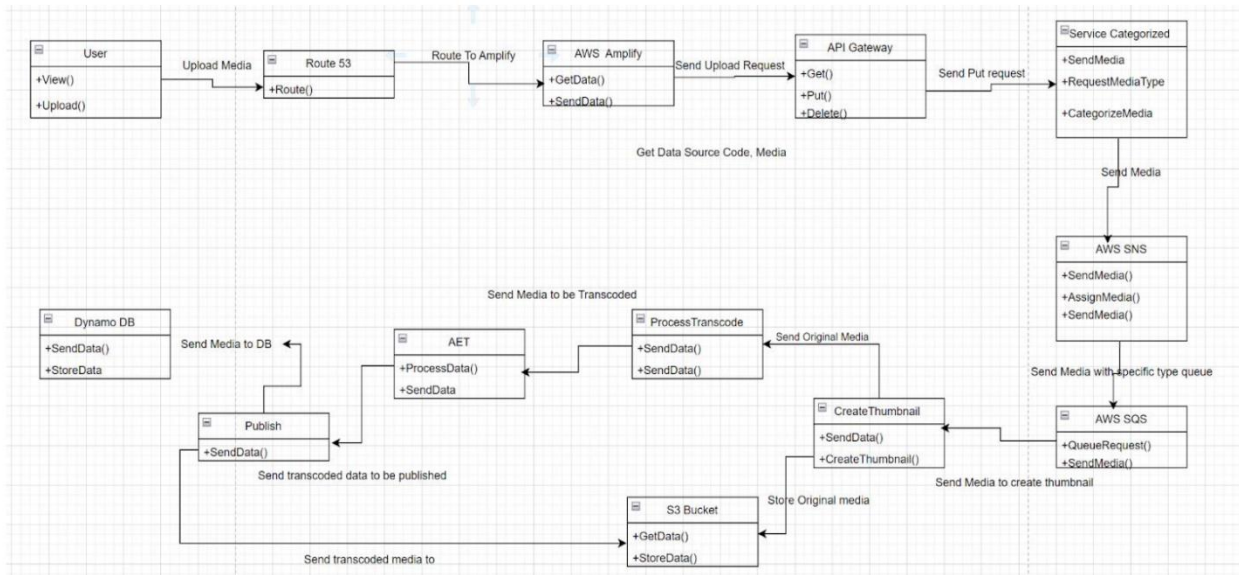 User
+View()
+Upload()
Upload Media
Route 53
+Route()
Route To Amplify
AWS Amplify
+GetData()
+SendData()
Send Upload Request
API Gateway
+Get()
+Put()
+Delete()
Send Put request
Service Categorized
+SendMedia
+RequestMediaType
+CategorizeMedia
Get Data Source Code, Media
Send Media
AWS SNS
+SendMedia()
+AssignMedia()
+SendMedia()
Send Media with specific type queue
AWS SQS
+QueueRequest()
+SendMedia()
Send Media to create thumbnail
CreateThumbnail
+SendData()
+CreateThumbnail()
Send Original Media
Store Original media
ProcessTranscode
+SendData()
+SendData()
Send Media to be Transcoded
AET
+ProcessData()
+SendData
Send transcoded data to be published
Publish
+SendData()
Send Media to DB
Dynamo DB
+SendData()
+StoreData
Send transcoded media to
S3 Bucket
+GetData()
+StoreData()